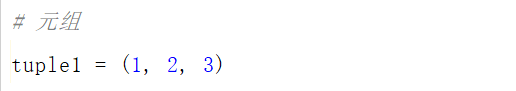 # 元组
tuple1 = (1, 2, 3)